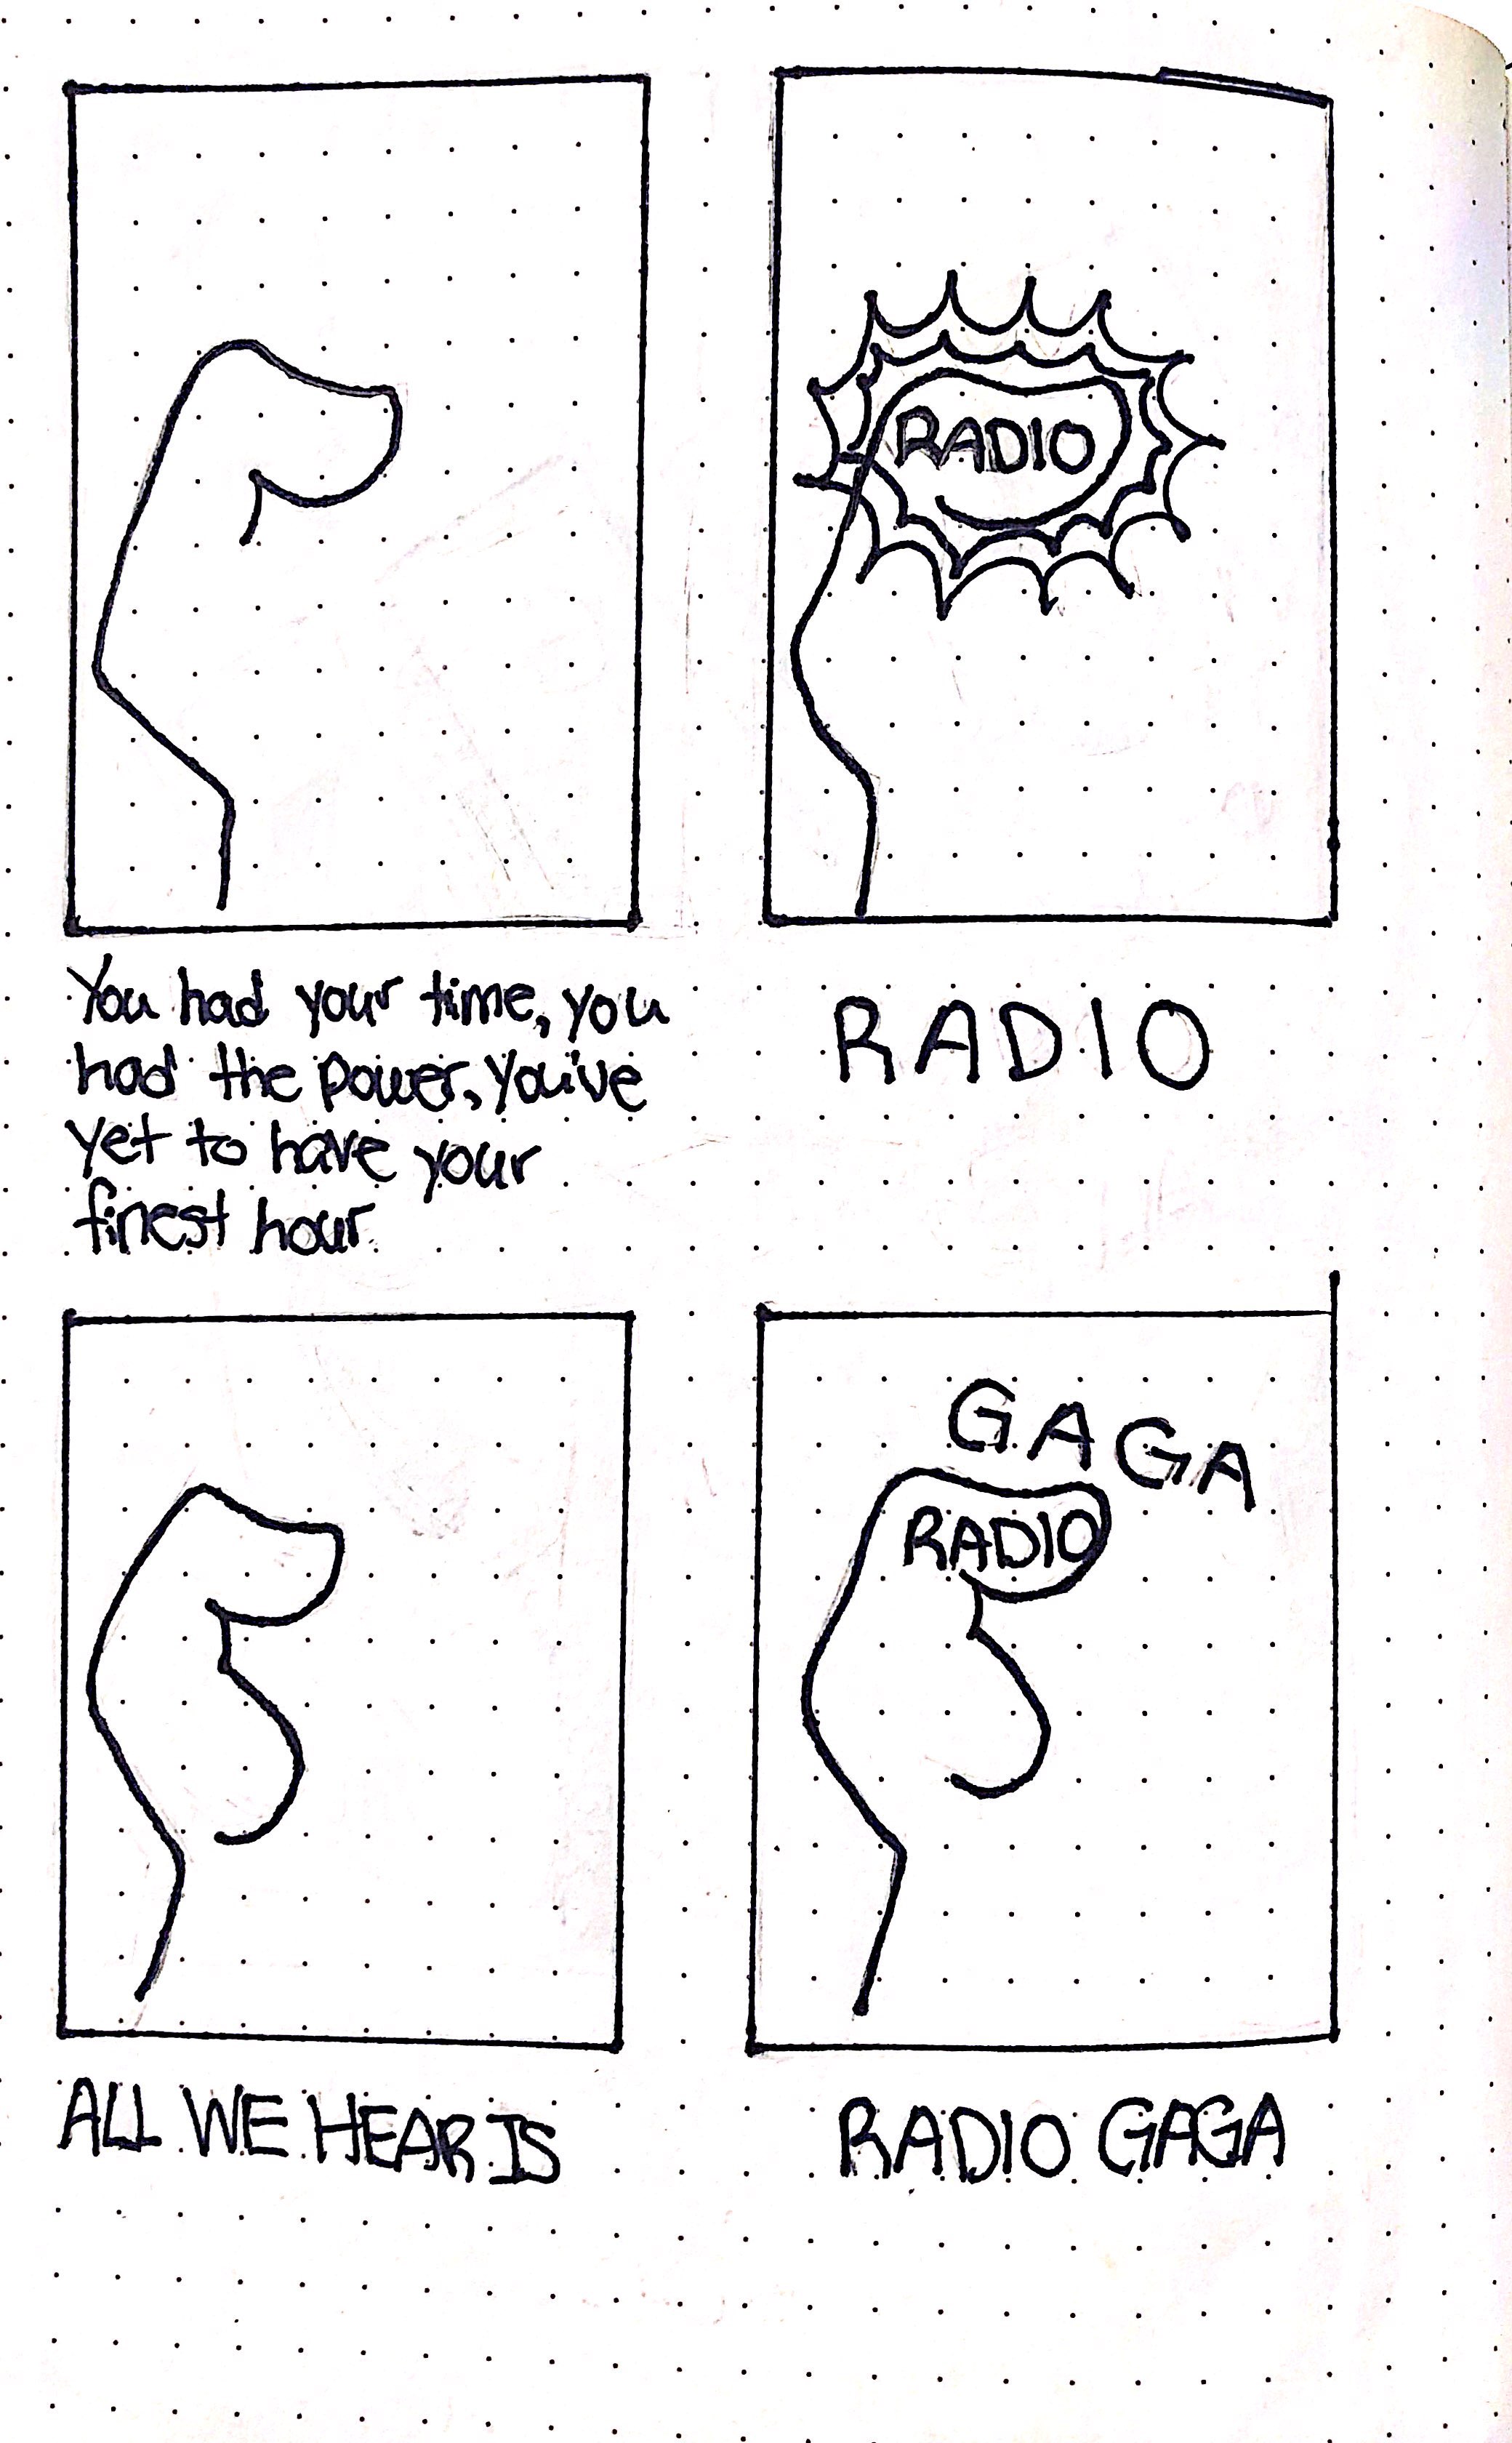 RADIO
You had your time, you
had the power, You've
yet to have your
finest hour.
RADIO
GAGA
RADIO
ALL WE HEAR IS
RADIO GAGA